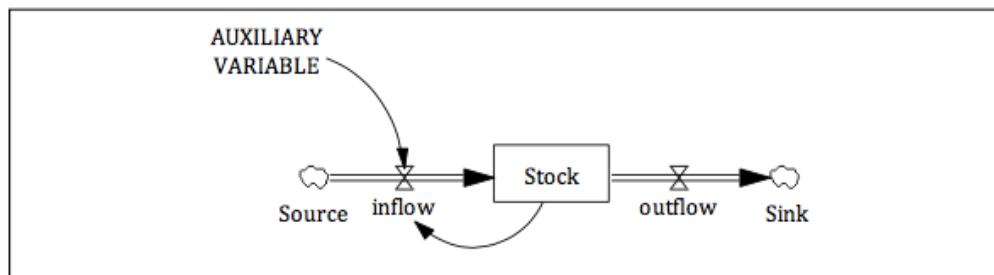 AUXILIARY
VARIABLE
Stock
Source
inflow
outflow
Sink